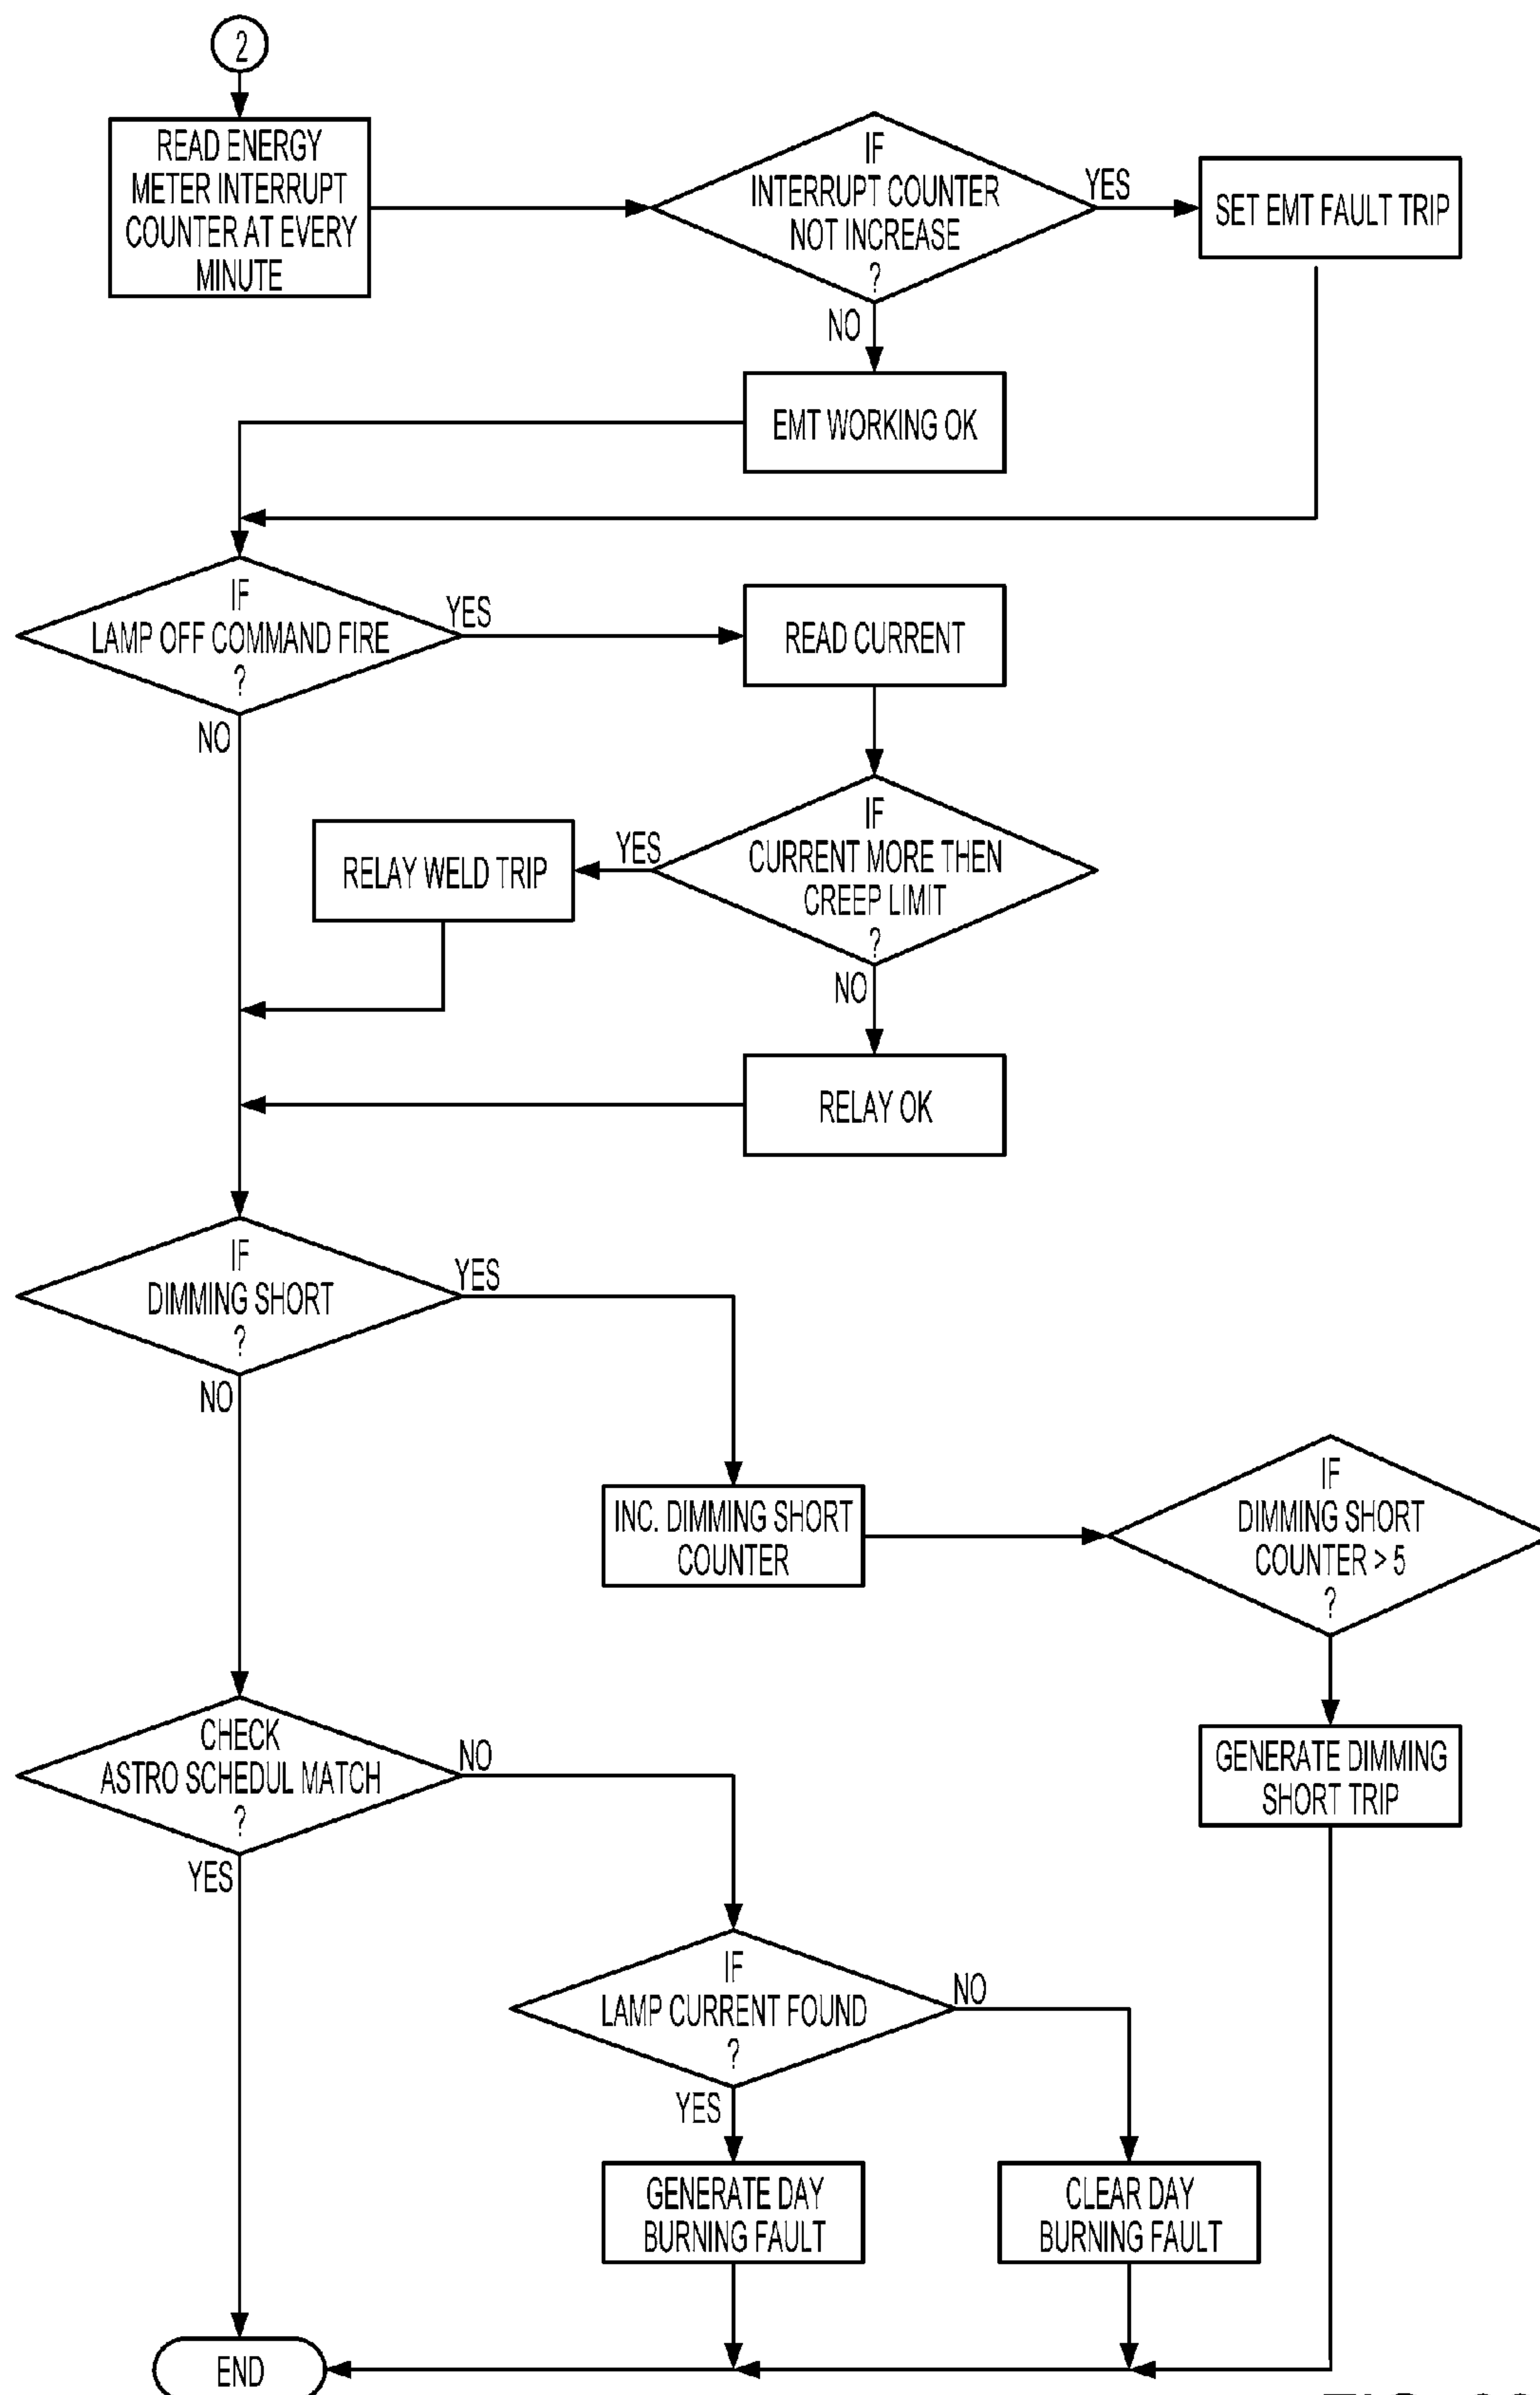 2
READ ENERGY
METER INTERRUPT
COUNTER AT EVERY
MINUTE
IF
INTERRUPT COUNTER
NOT INCREASE
?
YES
SET EMT FAULT TRIP
NO
EMT WORKING OK
IF
LAMP OFF COMMAND FIRE
?
YES
READ CURRENT
NO
IF
CURRENT MORE THEN
CREEP LIMIT
?
YES
RELAY WELD TRIP
NO
RELAY OK
IF
DIMMING SHORT
?
YES
NO
INC. DIMMING SHORT
COUNTER
IF
DIMMING SHORT
COUNTER > 5
?
GENERATE DIMMING
SHORT TRIP
CHECK
ASTRO SCHEDUL MATCH
?
NO
YES
IF
LAMP CURRENT FOUND
?
NO
YES
GENERATE DAY
BURNING FAULT
CLEAR DAY
BURNING FAULT
END